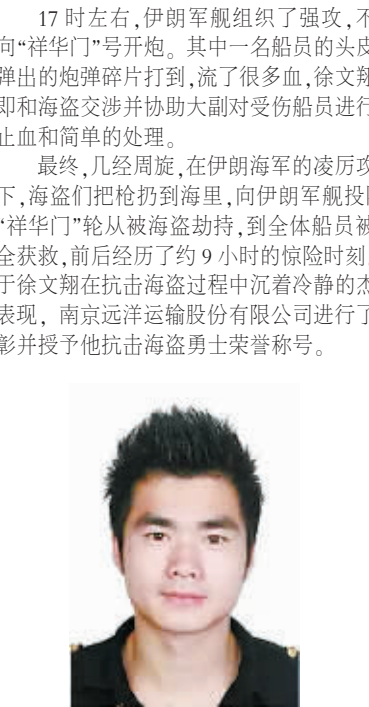 17 时左右,伊朗军舰组织了强攻,不
向“祥华门”号开炮。其中一名船员的头皮
弹出的炮弹碎片打到,流了很多血,徐文翔
即和海盗交涉并协助大副对受伤船员进行
止血和简单的处理。
最终,几经周旋,在伊朗海军的凌厉攻
下,海盗们把枪扔到海里,向伊朗军舰投降
“祥华门”轮从被海盗劫持,到全体船员被
全获救,前后经历了约 9 小时的惊险时刻
于徐文翔在抗击海盗过程中沉着冷静的杰
表现,南京远洋运输股份有限公司进行了
彰并授予他抗击海盗勇士荣誉称号。